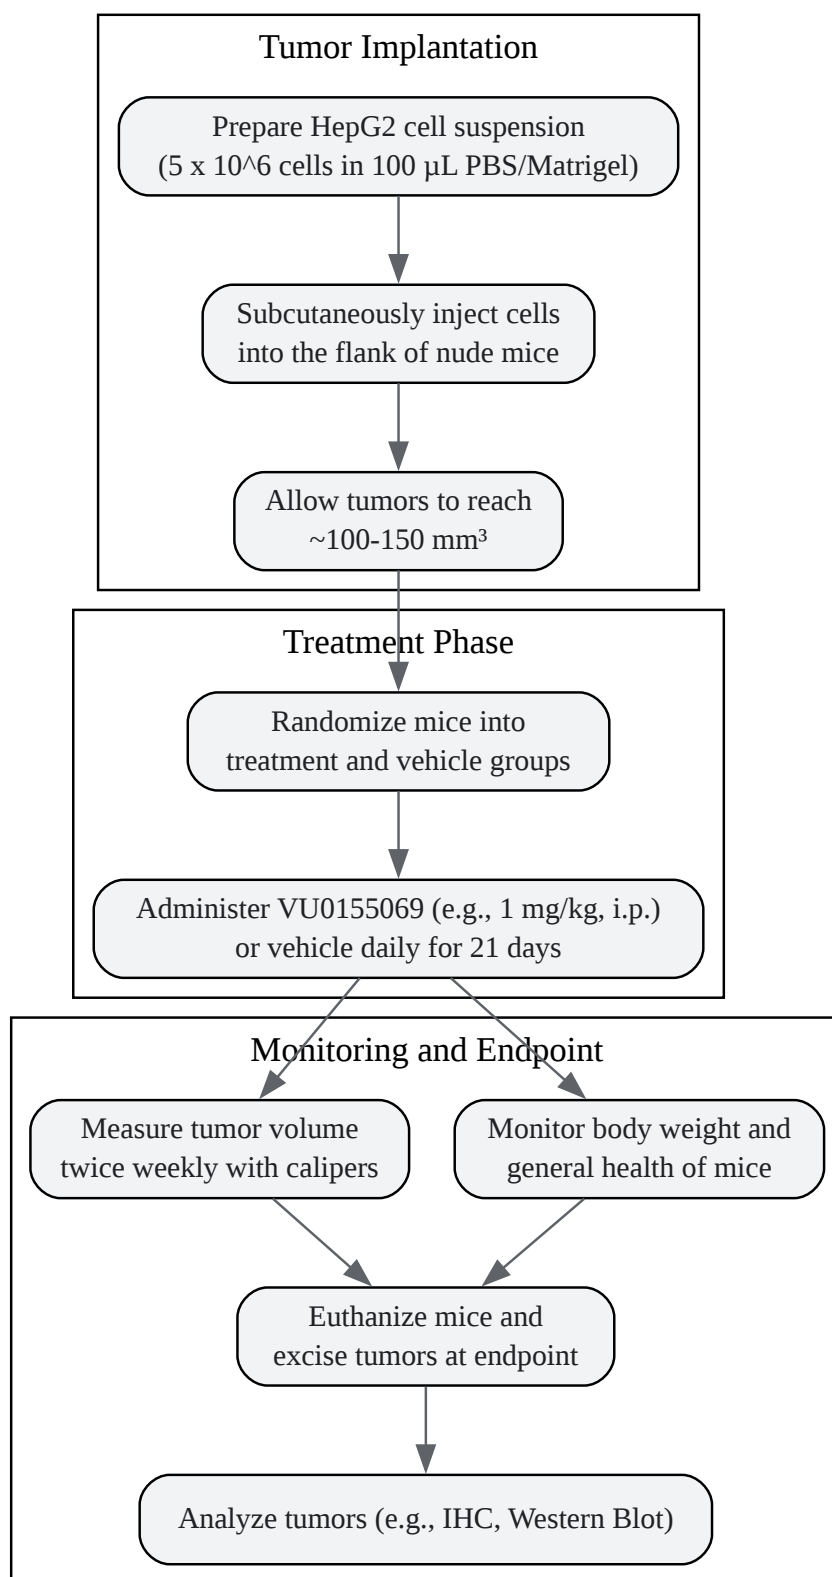 Tumor Implantation
Prepare HepG2 cell suspension
(5 x 10^6 cells in 100 µL PBS/Matrigel)
Subcutaneously inject cells
into the flank of nude mice
Allow tumors to reach
~100-150 mm³
Treatment Phase
Randomize mice into
treatment and vehicle groups
Administer VU0155069 (e.g., 1 mg/kg, i.p.)
or vehicle daily for 21 days
Monitoring and Endpoint
Measure tumor volume
twice weekly with calipers
Monitor body weight and
general health of mice
Euthanize mice and
excise tumors at endpoint
Analyze tumors (e.g., IHC, Western Blot)